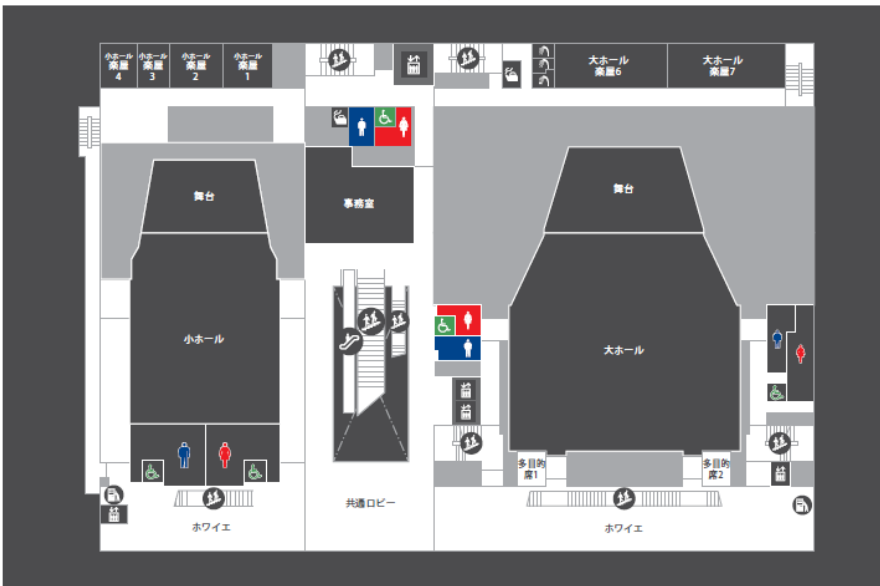 小ホール
楽屋
4
小ホール
楽屋
3
小ホール
楽屋
2
小ホール
楽屋
1
大ホール
楽屋6
大ホール
楽屋7
舞台
事務室
舞台
小ホール
大ホール
多目的
席1
多目的
席2
ホワイエ
共通ロビー
ホワイエ